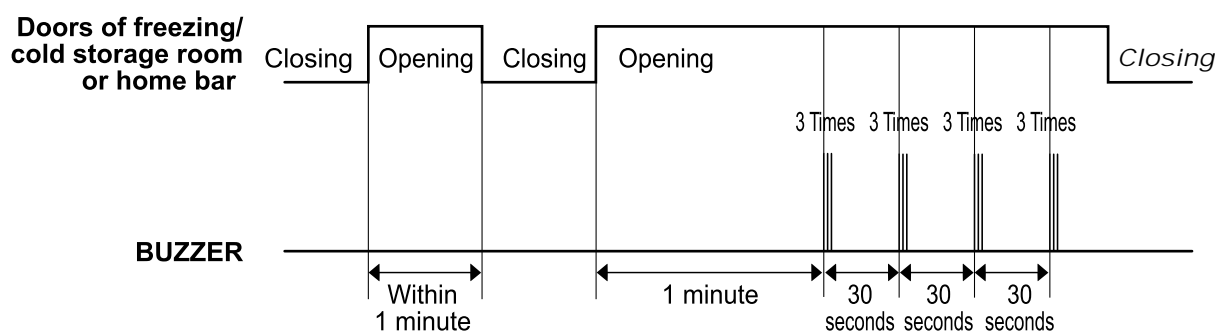 Doors of freezing/
cold storage room
or home bar
Closing Opening Closing Opening Closing
3 Times 3 Times 3 Times 3 Times
BUZZER
Within
1 minute
1 minute
30
seconds
30
seconds
30
seconds